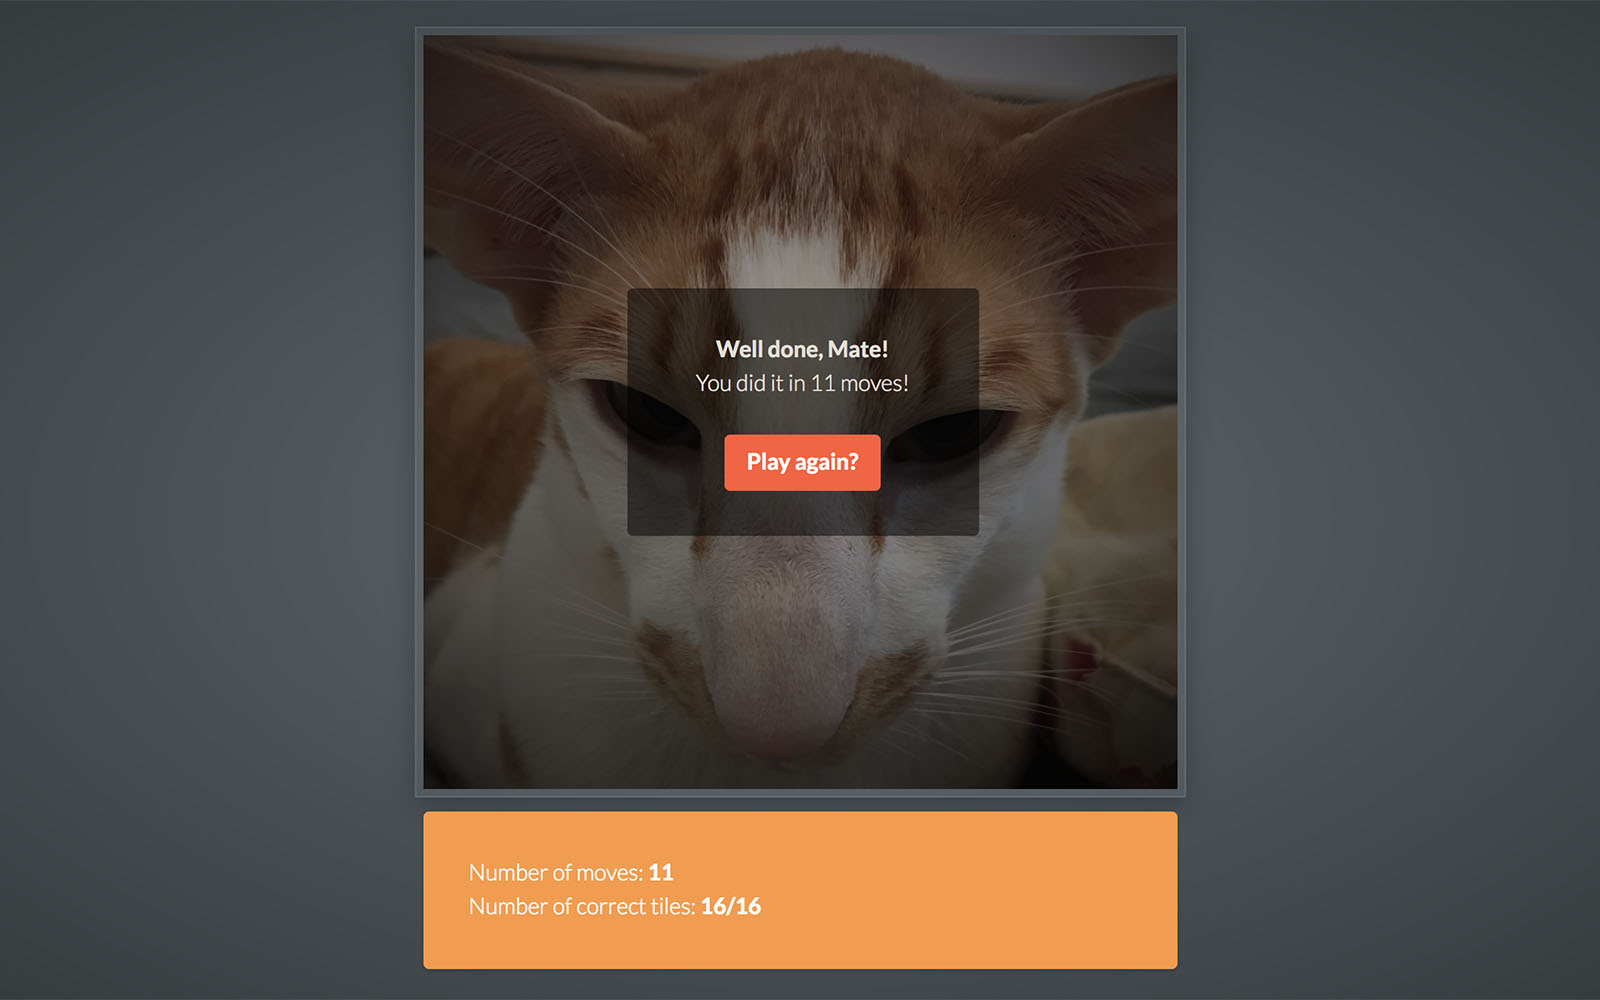 Well done, Mate!
You did it in 11 moves!
Play again?
Number of moves: 11
Number of correct tiles: 16/16